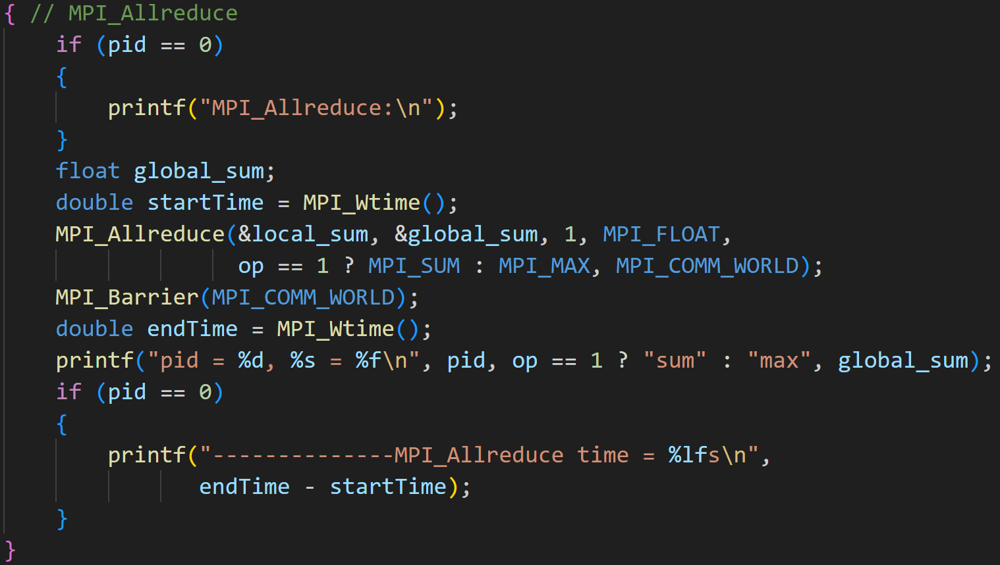 { // MPI_Allreduce
    if (pid == 0)
    {
        printf("MPI_Allreduce:\n");
    }
    float global_sum;
    double startTime = MPI_Wtime();
    MPI_Allreduce(&local_sum, &global_sum, 1, MPI_FLOAT,
                  op == 1 ? MPI_SUM : MPI_MAX, MPI_COMM_WORLD);
    MPI_Barrier(MPI_COMM_WORLD);
    double endTime = MPI_Wtime();
    printf("pid = %d, %s = %f\n", pid, op == 1 ? "sum" : "max", global_sum);
    if (pid == 0)
    {
        printf("--------------MPI_Allreduce time = %lfs\n",
               endTime - startTime);
    }
}